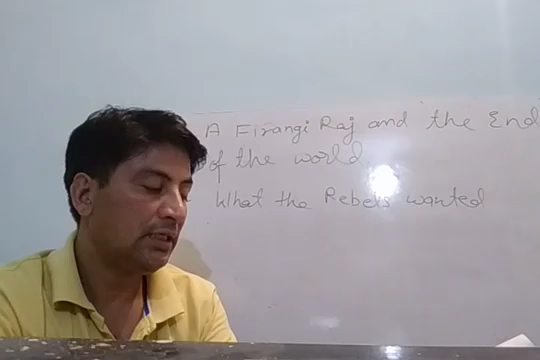 A Firangi Raj and the End
of the world.
What the Rebels wanted